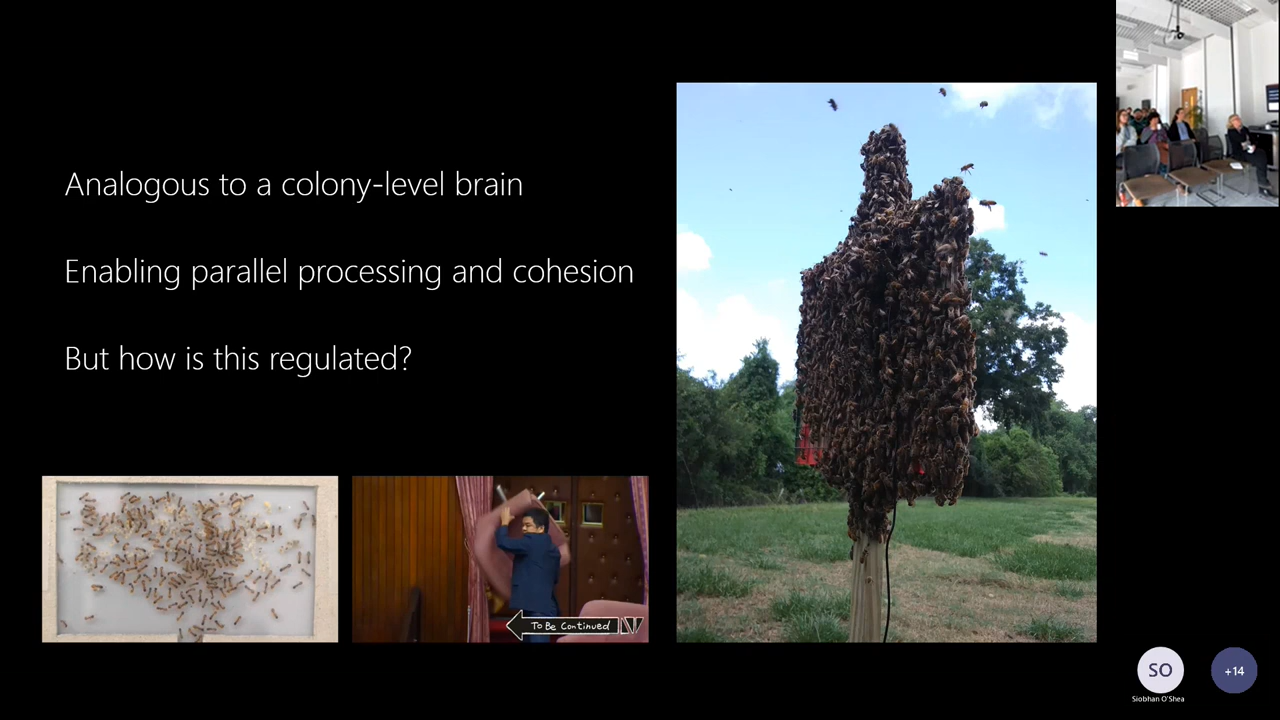 Analogous to a colony-level brain
Enabling parallel processing and cohesion
But how is this regulated?
To Be Continued
SO
+14
Siobhan O'Shea